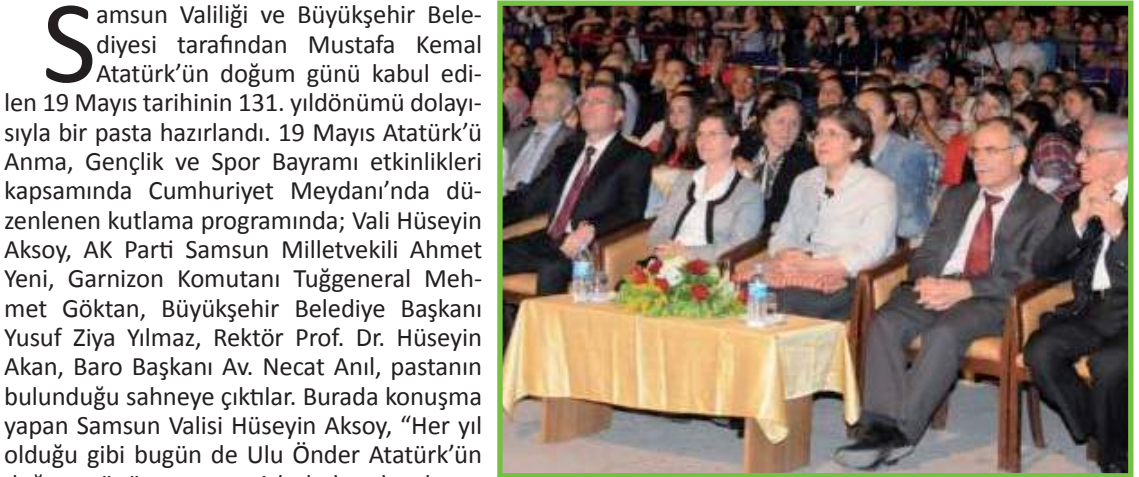 Samsun Valiliği ve Büyükşehir Bele-
diyesi tarafından Mustafa Kemal
Atatürk’ün doğum günü kabul edi-
len 19 Mayıs tarihinin 131. yıldönümü dolayı-
sıyla bir pasta hazırlandı. 19 Mayıs Atatürk’ü
Anma, Gençlik ve Spor Bayramı etkinlikleri
kapsamında Cumhuriyet Meydanı’nda dü-
zenlenen kutlama programında; Vali Hüseyin
Aksoy, AK Parti Samsun Milletvekili Ahmet
Yeni, Garnizon Komutanı Tuğgeneral Meh-
met Göktan, Büyükşehir Belediye Başkanı
Yusuf Ziya Yılmaz, Rektör Prof. Dr. Hüseyin
Akan, Baro Başkanı Av. Necat Anıl, pastanın
bulunduğu sahneye çıktılar. Burada konuşma
yapan Samsun Valisi Hüseyin Aksoy, “Her yıl
olduğu gibi bugün de Ulu Önder Atatürk’ün